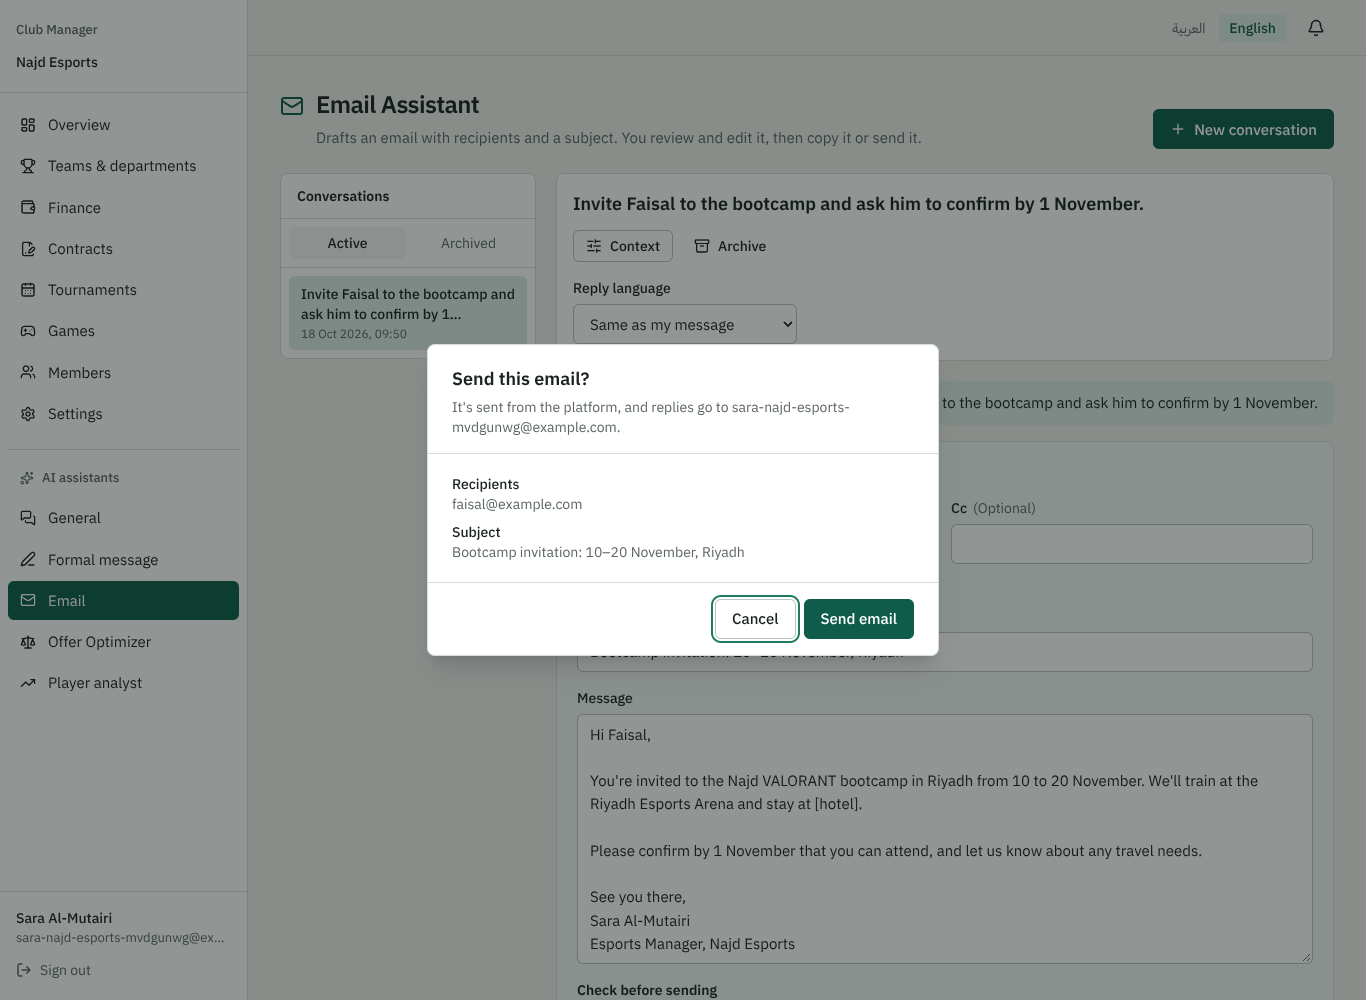 Club Manager
Najd Esports
Overview
Teams & departments
Finance
Contracts
Tournaments
Games
Members
Settings
AI assistants
General
Formal message
Email
Offer Optimizer
Player analyst
Sara Al-Mutairi
sara-najd-esports-mvdgunwg@ex...
Sign out
العربية
English
Email Assistant
Drafts an email with recipients and a subject. You review and edit it, then copy it or send it.
New conversation
Conversations
Active
Archived
Invite Faisal to the bootcamp and
ask him to confirm by 1...
18 Oct 2026, 09:50
Invite Faisal to the bootcamp and ask him to confirm by 1 November.
Context
Archive
Reply language
Same as my message
to the bootcamp and ask him to confirm by 1 November.
Send this email?
It's sent from the platform, and replies go to sara-najd-esports-
mvdgunwg@example.com.
Recipients
faisal@example.com
Subject
Bootcamp invitation: 10–20 November, Riyadh
Cancel
Send email
Cc (Optional)
Message
Hi Faisal,
You're invited to the Najd VALORANT bootcamp in Riyadh from 10 to 20 November. We'll train at the
Riyadh Esports Arena and stay at [hotel].
Please confirm by 1 November that you can attend, and let us know about any travel needs.
See you there,
Sara Al-Mutairi
Esports Manager, Najd Esports
Check before sending